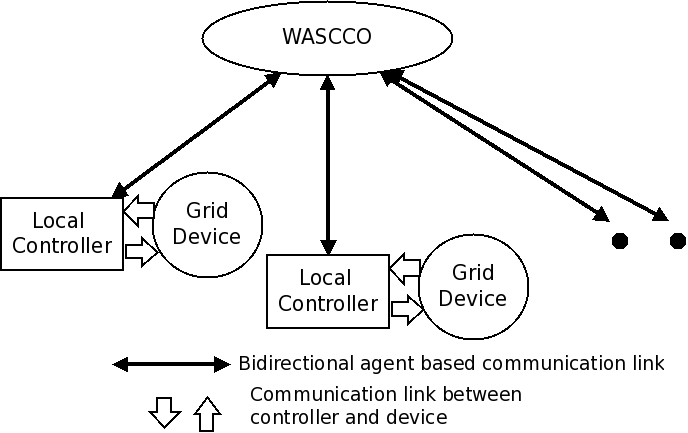 WASCCO
Local
Controller
Grid
Device
Local
Controller
Grid
Device
Bidirectional agent based communication link
Communication link between
controller and device